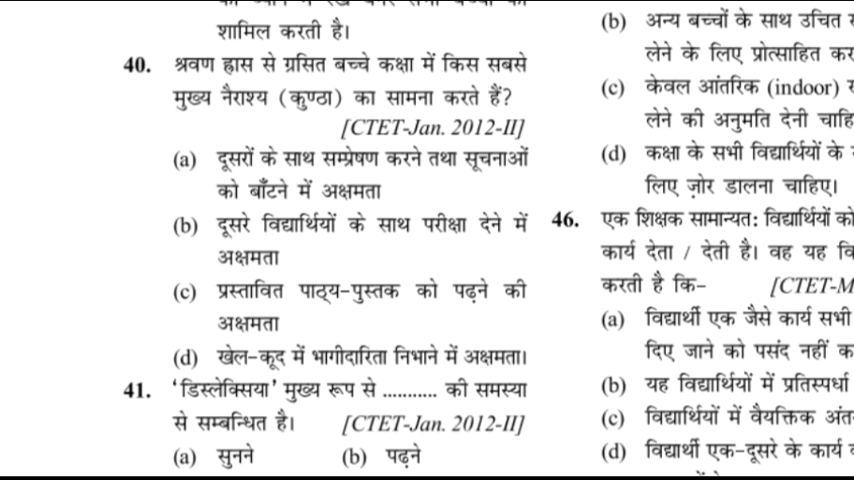 शामिल करती है।
40. श्रवण ह्रास से ग्रसित बच्चे कक्षा में किस सबसे
मुख्य नैराश्य (कुण्ठा) का सामना करते हैं?
[CTET-Jan. 2012-II]
(a) दूसरों के साथ सम्प्रेषण करने तथा सूचनाओं
को बाँटने में अक्षमता
(b) दूसरे विद्यार्थियों के साथ परीक्षा देने में
अक्षमता
(c) प्रस्तावित पाठ्य-पुस्तक को पढ़ने की
अक्षमता
(d) खेल-कूद में भागीदारिता निभाने में अक्षमता।
41. 'डिस्लेक्सिया' मुख्य रूप से ........... की समस्या
से सम्बन्धित है। [CTET-Jan. 2012-II]
(a) सुनने (b) पढ़ने
(b) अन्य बच्चों के साथ उचित
लेने के लिए प्रोत्साहित कर
(c) केवल आंतरिक (indoor)
लेने की अनुमति देनी चाहि
(d) कक्षा के सभी विद्यार्थियों के
लिए ज़ोर डालना चाहिए।
46. एक शिक्षक सामान्यत: विद्यार्थियों को
कार्य देता / देती है। वह यह वि
करती है कि- [CTET-M
(a) विद्यार्थी एक जैसे कार्य सभी
दिए जाने को पसंद नहीं क
(b) यह विद्यार्थियों में प्रतिस्पर्धा
(c) विद्यार्थियों में वैयक्तिक अंत
(d) विद्यार्थी एक-दूसरे के कार्य